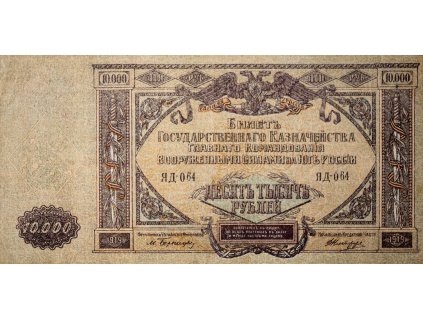 10.000 10.000
БИЛЕТЪ
ГОСУДАРСТВЕННАГО КАЗНАЧЕЙСТВА
ГЛАВНАГО КОМАНДОВАНІЯ
ВООРУЖЕННЫМИ СИЛАМИ НА ЮГѢ РОССІИ
ЯД-064 ЯД-064
ДЕСЯТЬ ТЫСЯЧЪ
РУБЛЕЙ
10.000
1919 1919